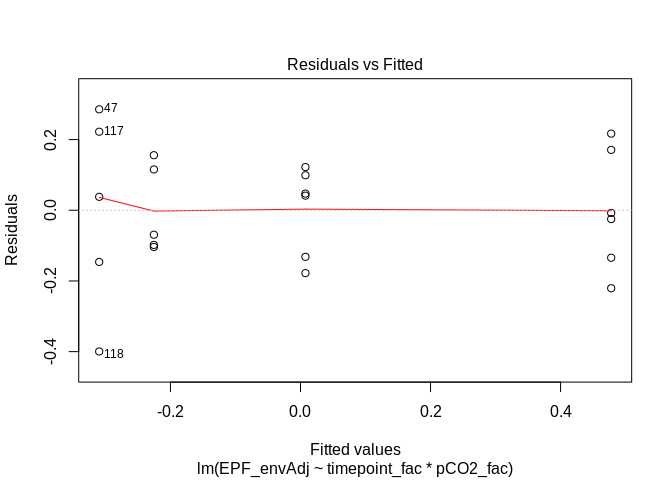 Residuals vs Fitted
Residuals
0.2
0.0
-0.2
-0.4
47
117
118
-0.2
0.0
0.2
0.4
Fitted values
lm(EPF_envAdj ~ timepoint_fac * pCO2_fac)